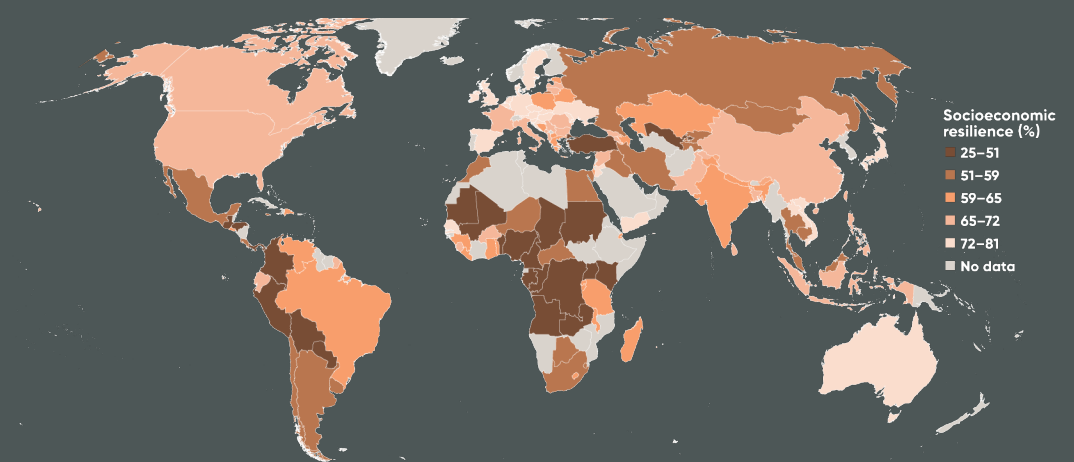 Socioeconomic
resilience (%)
25–51
51–59
59–65
65–72
72–81
No data